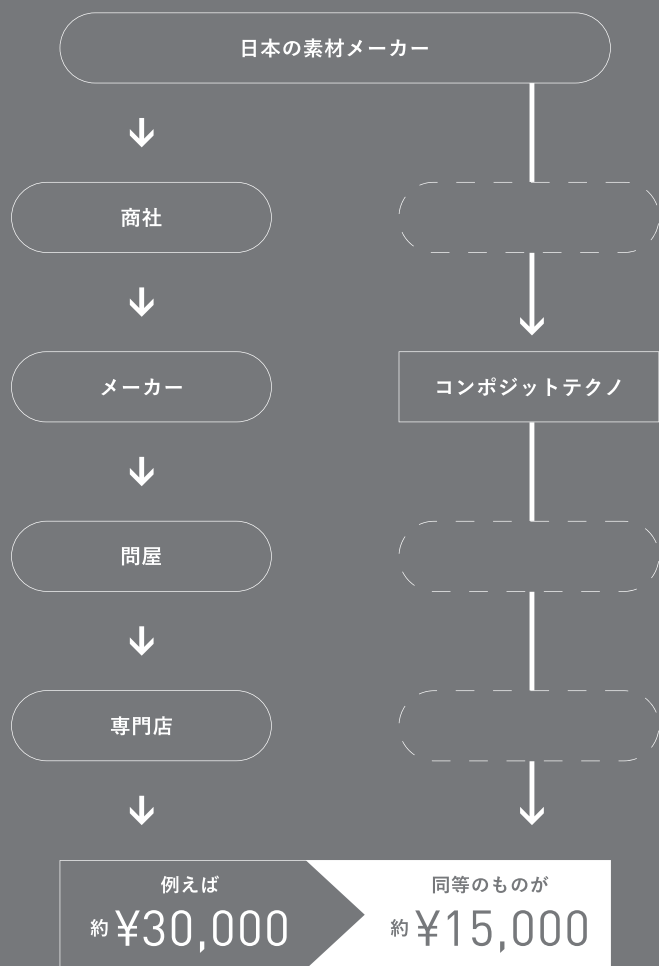 日本の素材メーカー
商社
メーカー
コンポジットテクノ
問屋
専門店
例えば
約¥30,000
同等のものが
約¥15,000